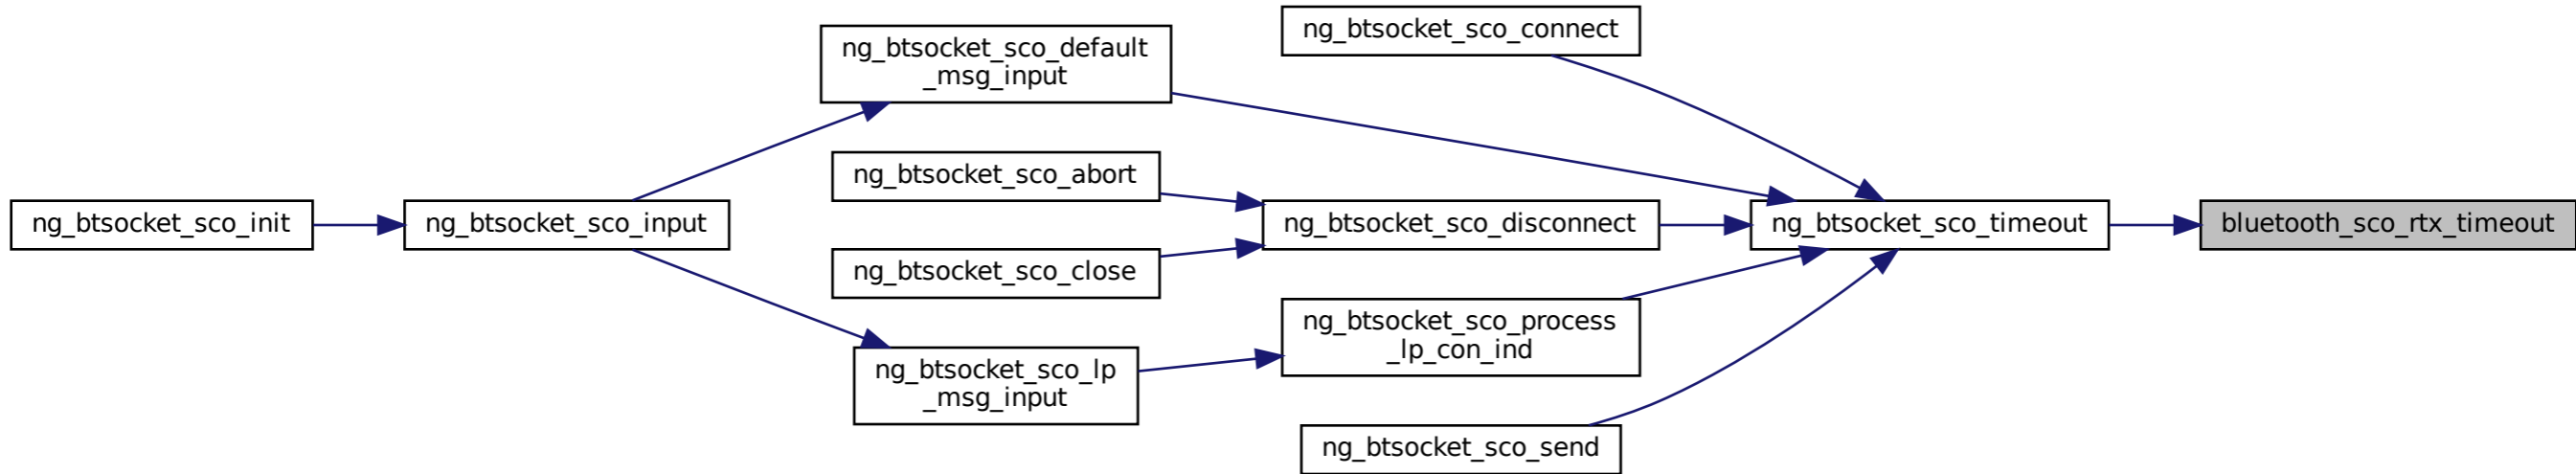 ng_btsocket_sco_init
ng_btsocket_sco_input
ng_btsocket_sco_default
_msg_input
ng_btsocket_sco_abort
ng_btsocket_sco_close
ng_btsocket_sco_lp
_msg_input
ng_btsocket_sco_connect
ng_btsocket_sco_disconnect
ng_btsocket_sco_process
_lp_con_ind
ng_btsocket_sco_send
ng_btsocket_sco_timeout
bluetooth_sco_rtx_timeout